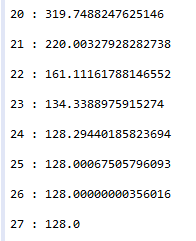 20 : 319.7488247625146
21 : 220.00327928282738
22 : 161.11161788146552
23 : 134.3388975915274
24 : 128.29440185823694
25 : 128.00067505796093
26 : 128.00000000356016
27 : 128.0